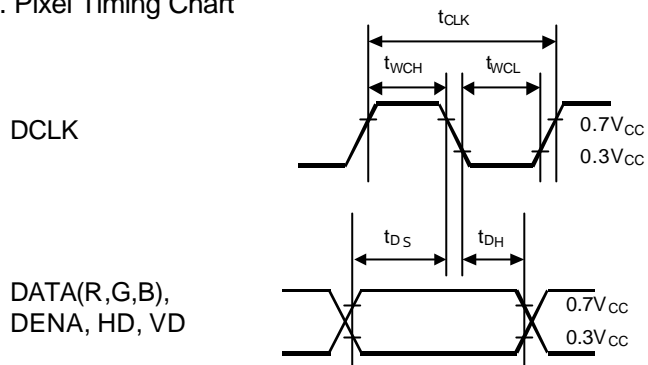 . Pixel Timing Chart
tCLK
tWCH tWCL
DCLK
0.7VCC
0.3VCC
tDS tDH
DATA(R,G,B),
DENA, HD, VD
0.7VCC
0.3VCC